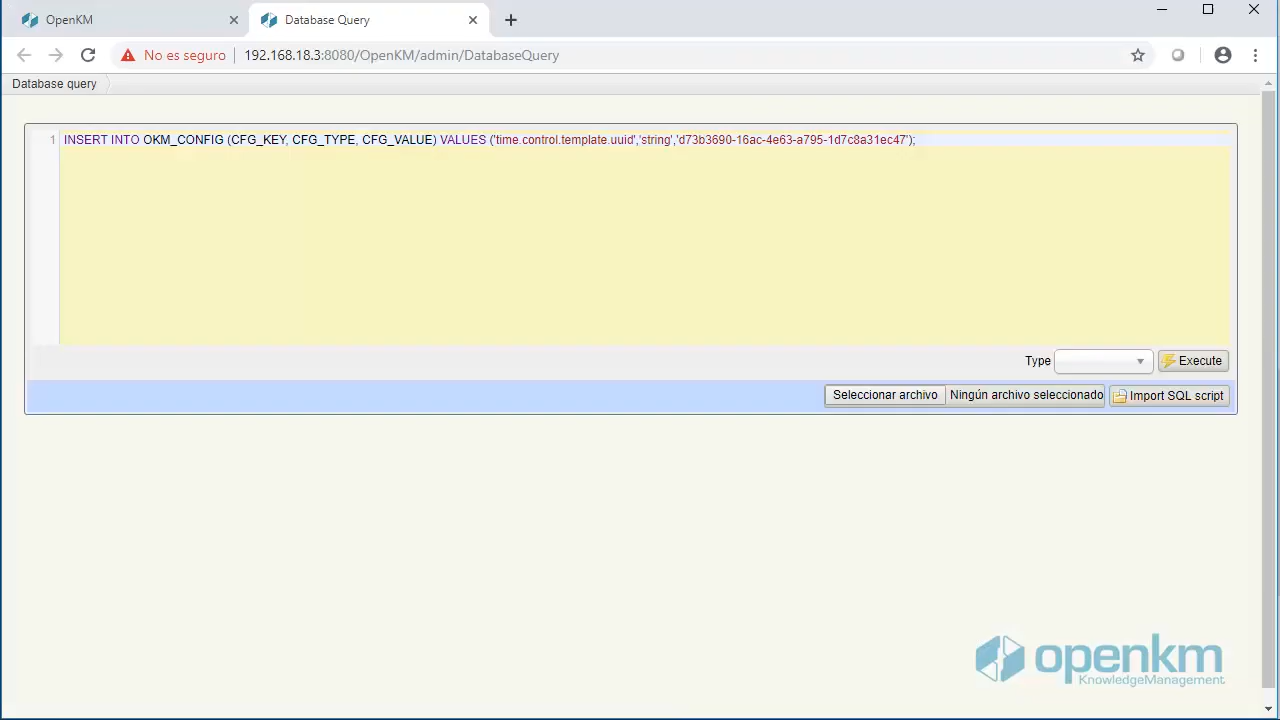 OpenKM
Database Query
No es seguro
192.168.18.3:8080/OpenKM/admin/DatabaseQuery
Database query
1 INSERT INTO OKM_CONFIG (CFG_KEY, CFG_TYPE, CFG_VALUE) VALUES ('time.control.template.uuid','string','d73b3690-16ac-4e63-a795-1d7c8a31ec47');
Type
Execute
Seleccionar archivo
Ningún archivo seleccionado
Import SQL script
openkm
KnowledgeManagement